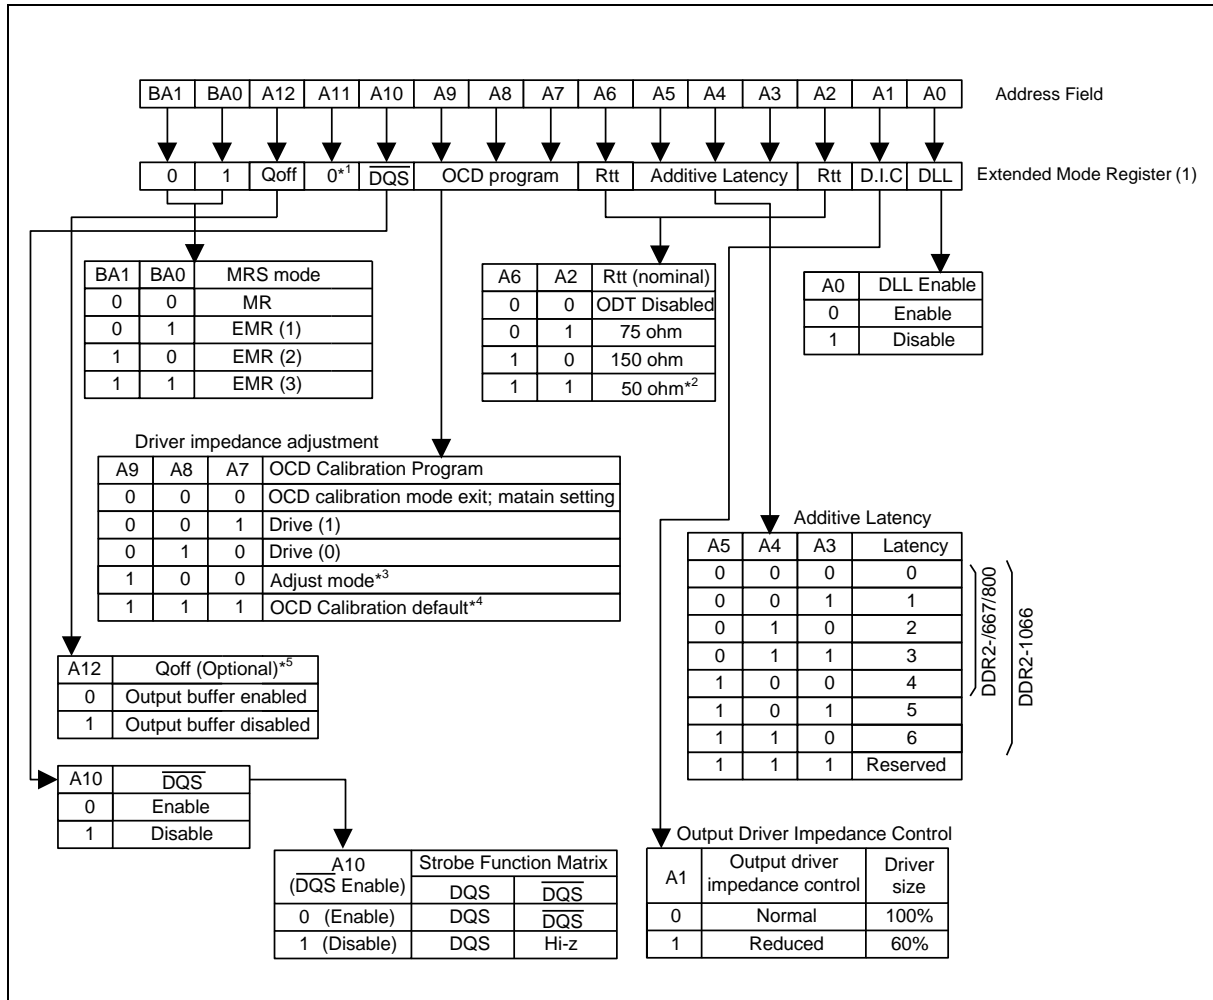 BA1 BA0 A12 A11 A10 A9 A8 A7 A6 A5 A4 A3 A2 A1 A0 Address Field
0 1 Qoff 0*1 D̅Q̅S̅ OCD program Rtt Additive Latency Rtt D.I.C DLL Extended Mode Register (1)
BA1 BA0 MRS mode
0 0 MR
0 1 EMR (1)
1 0 EMR (2)
1 1 EMR (3)
A6 A2 Rtt (nominal)
0 0 ODT Disabled
0 1 75 ohm
1 0 150 ohm
1 1 50 ohm*2
A0 DLL Enable
0 Enable
1 Disable
Driver impedance adjustment
A9 A8 A7 OCD Calibration Program
0 0 0 OCD calibration mode exit; matain setting
0 0 1 Drive (1)
0 1 0 Drive (0)
1 0 0 Adjust mode*3
1 1 1 OCD Calibration default*4
Additive Latency
A5 A4 A3 Latency
0 0 0 0
0 0 1 1
0 1 0 2
0 1 1 3
1 0 0 4
1 0 1 5
1 1 0 6
1 1 1 Reserved
DDR2-/667/800
DDR2-1066
A12 Qoff (Optional)*5
0 Output buffer enabled
1 Output buffer disabled
A10 D̅Q̅S̅
0 Enable
1 Disable
A10
(D̅Q̅S̅ Enable)
Strobe Function Matrix
DQS D̅Q̅S̅
0 (Enable) DQS D̅Q̅S̅
1 (Disable) DQS Hi-z
Output Driver Impedance Control
A1 Output driver impedance control Driver size
0 Normal 100%
1 Reduced 60%